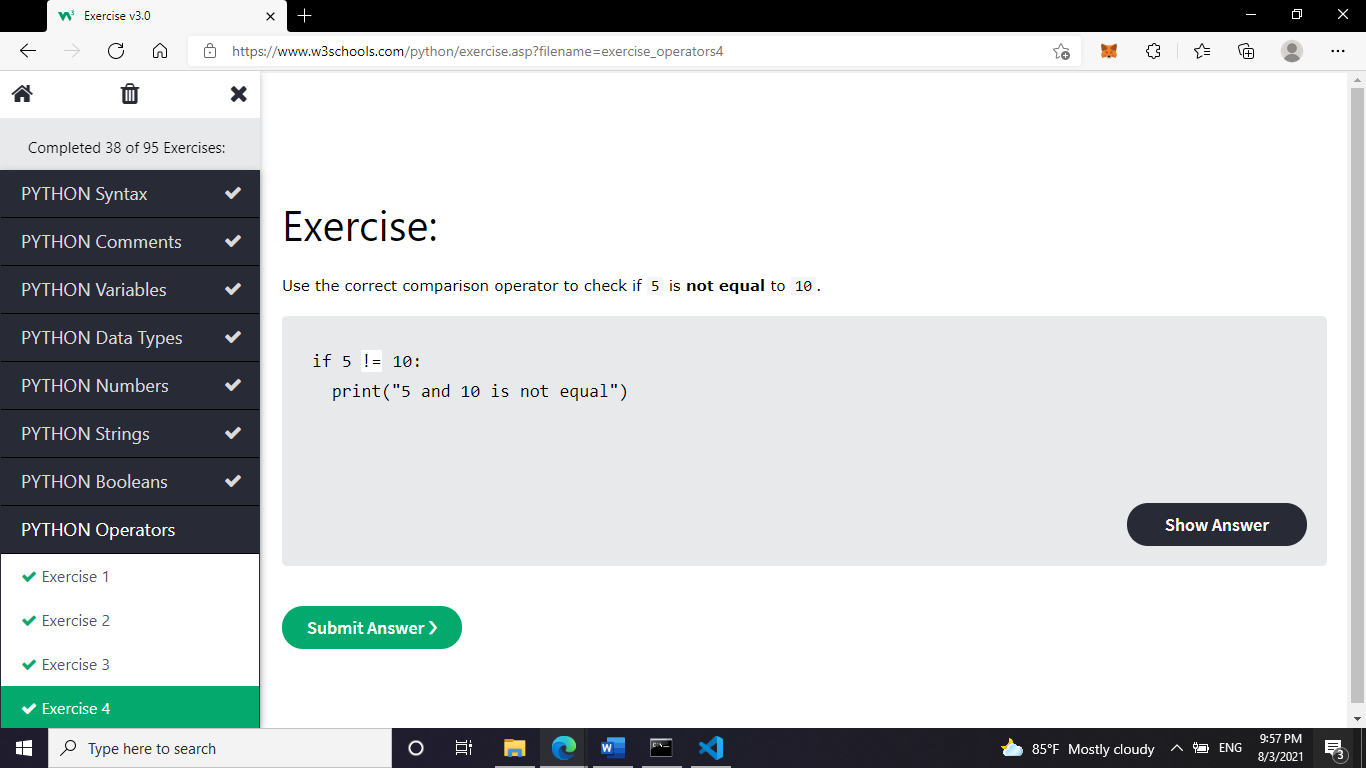 Exercise v3.0
https://www.w3schools.com/python/exercise.asp?filename=exercise_operators4
Completed 38 of 95 Exercises:
PYTHON Syntax
PYTHON Comments
PYTHON Variables
PYTHON Data Types
PYTHON Numbers
PYTHON Strings
PYTHON Booleans
PYTHON Operators
Exercise 1
Exercise 2
Exercise 3
Exercise 4
Exercise:
Use the correct comparison operator to check if 5 is not equal to 10.
if 5 != 10:
print("5 and 10 is not equal")
Show Answer
Submit Answer ❯
Type here to search
85°F Mostly cloudy
ENG
9:57 PM
8/3/2021
3